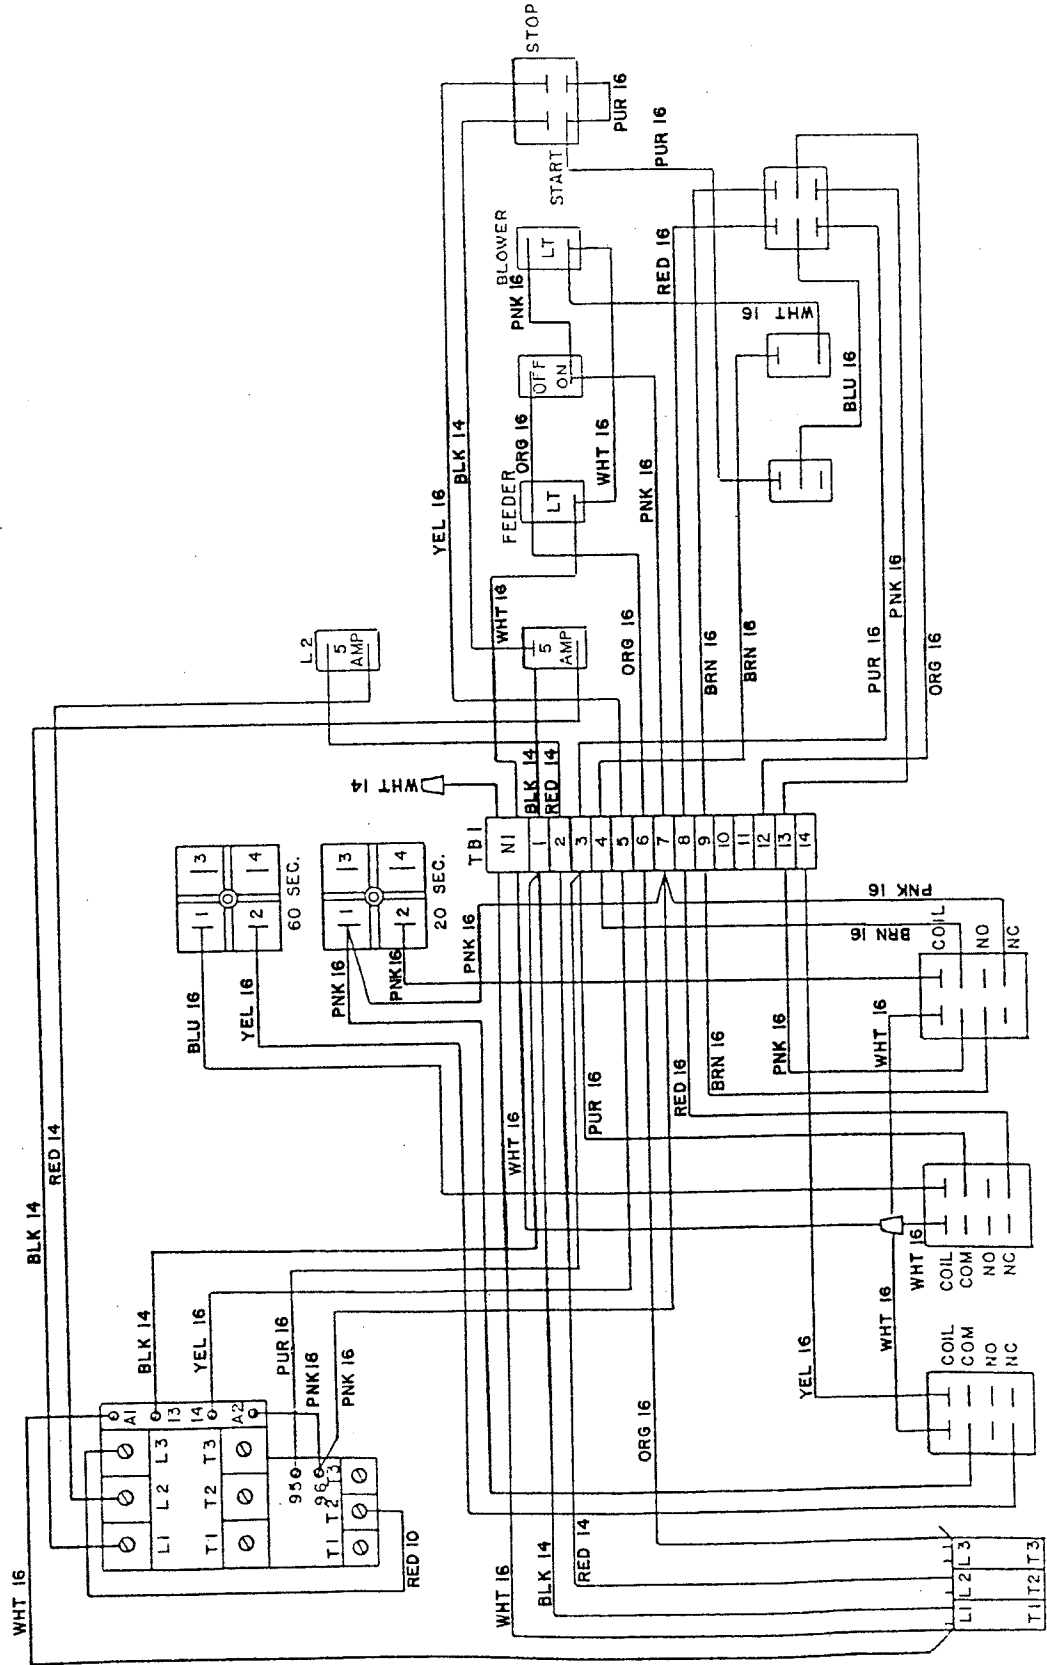 STOP
PUR 16
START
PUR 16
BLOWER
LT
PNK 16
RED 16
WHT 16
OFF
ON
BLU 16
ORG 16
WHT 16
YEL 16
BLK 14
FEEDER
LT
PNK 16
PNK 16
L2
5
AMP
WHT 16
5
AMP
ORG 16
BRN 16
BRN 16
PUR 16
ORG 16
WHT 14
BLK 14
RED 14
TB1
N1
1
2
3
4
5
6
7
8
9
10
11
12
13
14
1
3
2
4
60 SEC.
1
3
2
4
20 SEC.
PNK 16
PNK 16
BRN 16
COIL
NO
NC
BLU 16
YEL 16
PNK 16
PNK 16
WHT 16
PNK 16
BRN 16
RED 16
PUR 16
WHT 16
RED 14
BLK 14
WHT 16
COIL
COM
NO
NC
BLK 14
YEL 16
PUR 16
PNK 16
PNK 16
WHT 16
YEL 16
COIL
COM
NO
NC
A1
13
14
A2
L1
L2
L3
T1
T2
T3
95
96
T1
T2
T3
RED 10
ORG 16
RED 14
BLK 14
WHT 16
WHT 16
L1
L2
L3
T1
T2
T3